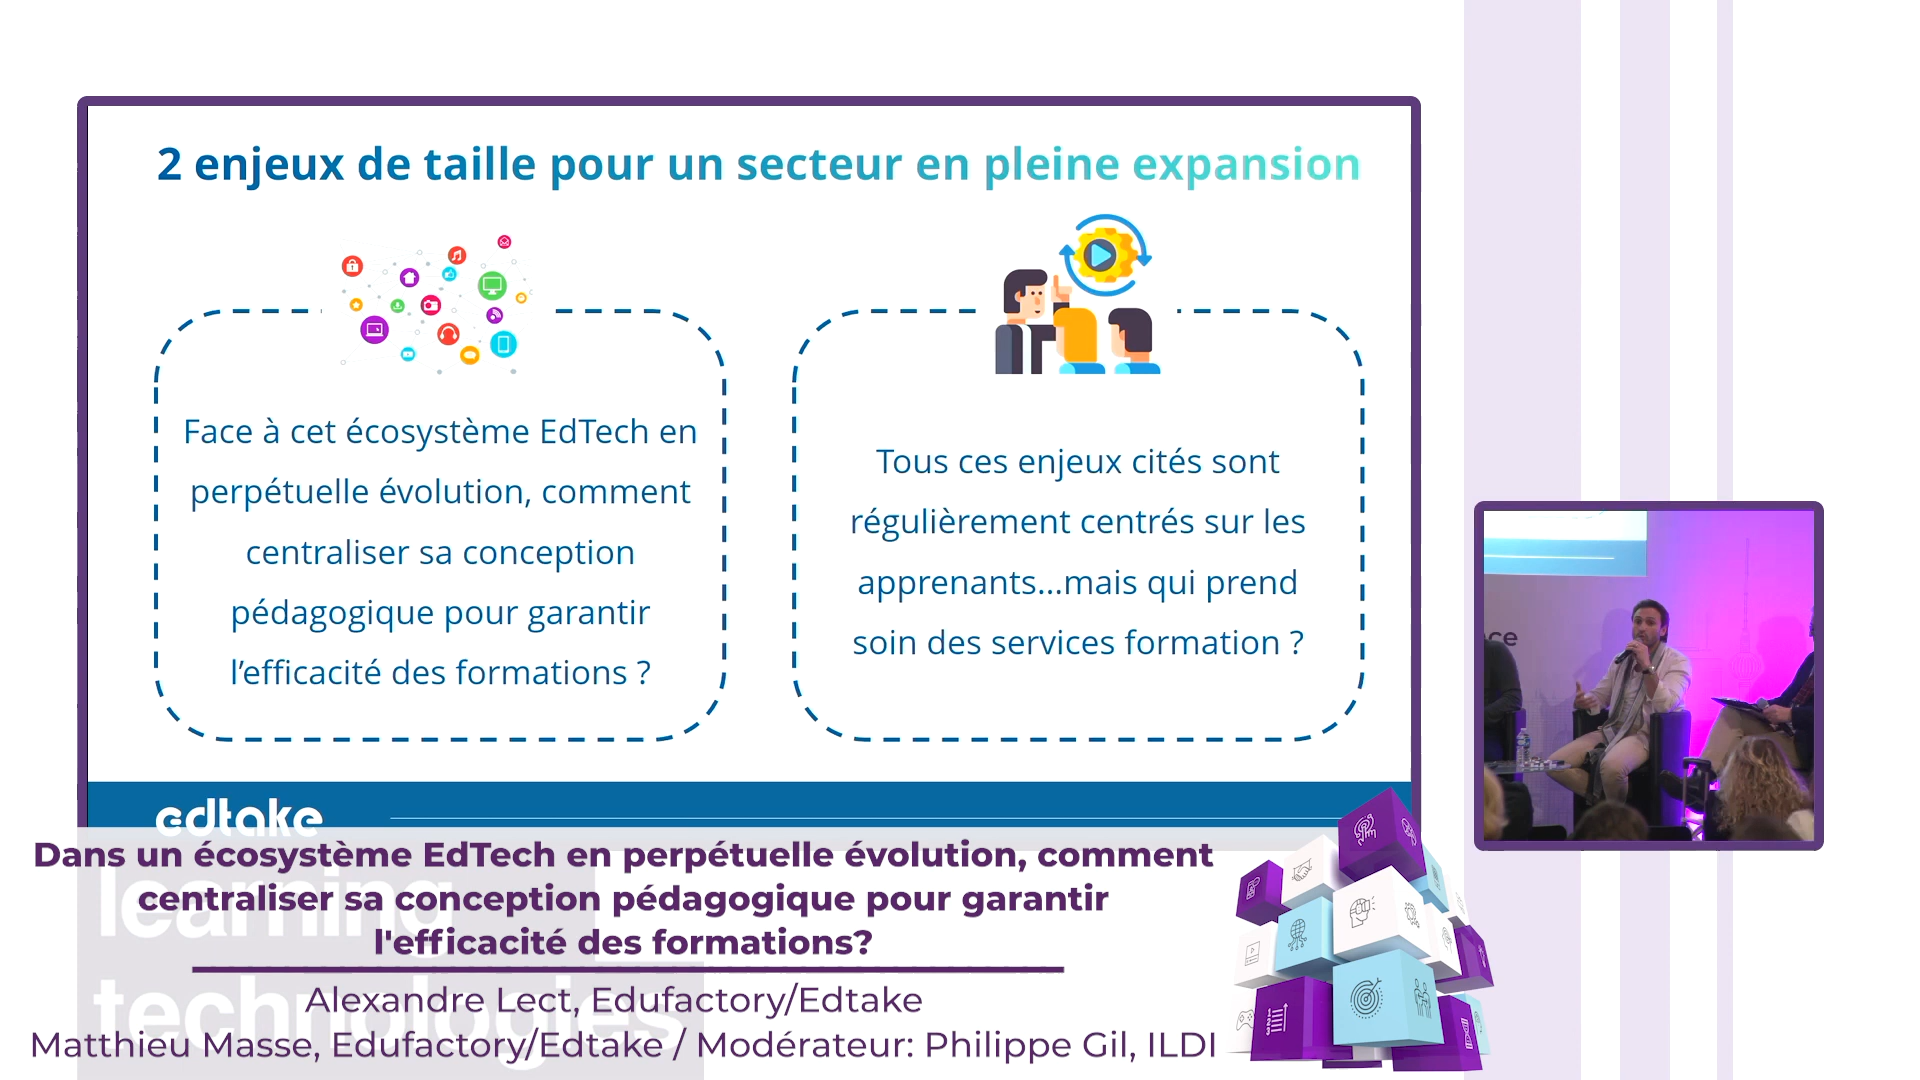 2 enjeux de taille pour un secteur en pleine expansion
Face à cet écosystème EdTech en
perpétuelle évolution, comment
centraliser sa conception
pédagogique pour garantir
l’efficacité des formations ?
Tous ces enjeux cités sont
régulièrement centrés sur les
apprenants...mais qui prend
soin des services formation ?
edtake
Dans un écosystème EdTech en perpétuelle évolution, comment
centraliser sa conception pédagogique pour garantir
l'efficacité des formations?
learning
technologies
Alexandre Lect, Edufactory/Edtake
Matthieu Masse, Edufactory/Edtake / Modérateur: Philippe Gil, ILDI